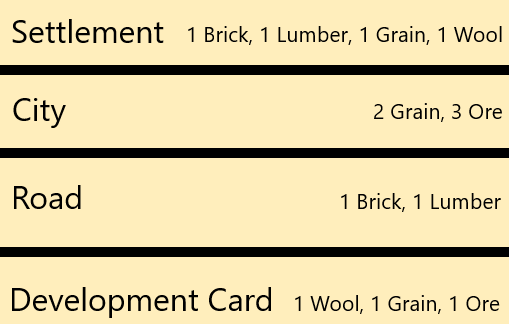 Settlement 1 Brick, 1 Lumber, 1 Grain, 1 Wool
City 2 Grain, 3 Ore
Road 1 Brick, 1 Lumber
Development Card 1 Wool, 1 Grain, 1 Ore